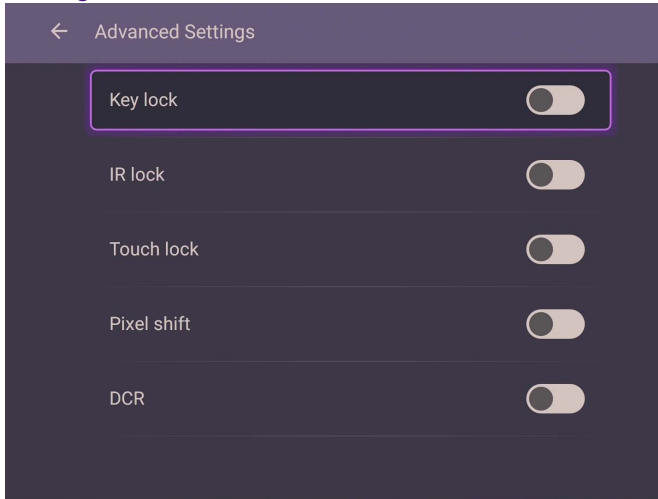 Advanced Settings
Key lock
IR lock
Touch lock
Pixel shift
DCR